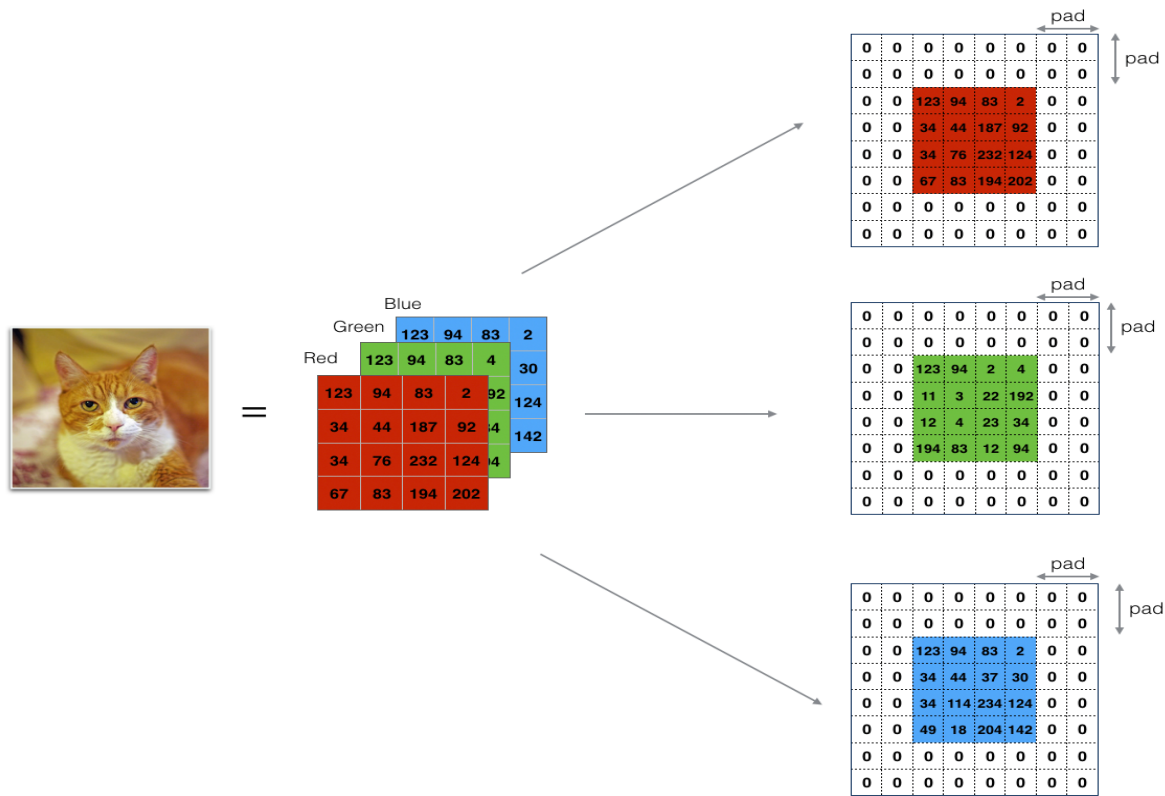 pad
0 0 0 0 0 0 0 0
pad
0 0 0 0 0 0 0 0
0 0 123 94 83 2 0 0
0 0 34 44 187 92 0 0
0 0 34 76 232 124 0 0
0 0 67 83 194 202 0 0
0 0 0 0 0 0 0 0
0 0 0 0 0 0 0 0
Blue
123 94 83 2
30
124
142
Green
123 94 83 4
92
34
94
Red
123 94 83 2
34 44 187 92
34 76 232 124
67 83 194 202
=
pad
0 0 0 0 0 0 0 0
pad
0 0 0 0 0 0 0 0
0 0 123 94 2 4 0 0
0 0 11 3 22 192 0 0
0 0 12 4 23 34 0 0
0 0 194 83 12 94 0 0
0 0 0 0 0 0 0 0
0 0 0 0 0 0 0 0
pad
0 0 0 0 0 0 0 0
pad
0 0 0 0 0 0 0 0
0 0 123 94 83 2 0 0
0 0 34 44 37 30 0 0
0 0 34 114 234 124 0 0
0 0 49 18 204 142 0 0
0 0 0 0 0 0 0 0
0 0 0 0 0 0 0 0